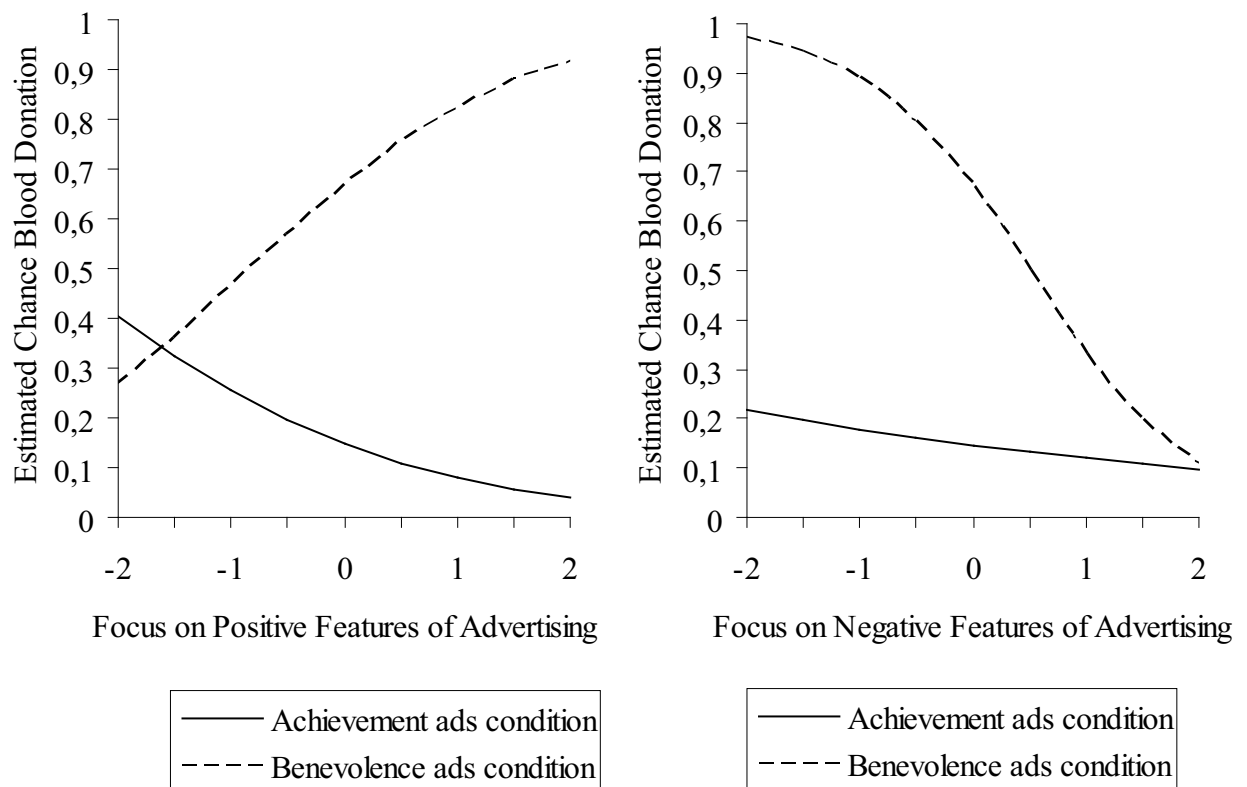 Estimated Chance Blood Donation
1
0,9
0,8
0,7
0,6
0,5
0,4
0,3
0,2
0,1
0
-2 -1 0 1 2
Focus on Positive Features of Advertising
Achievement ads condition
Benevolence ads condition
Estimated Chance Blood Donation
1
0,9
0,8
0,7
0,6
0,5
0,4
0,3
0,2
0,1
0
-2 -1 0 1 2
Focus on Negative Features of Advertising
Achievement ads condition
Benevolence ads condition